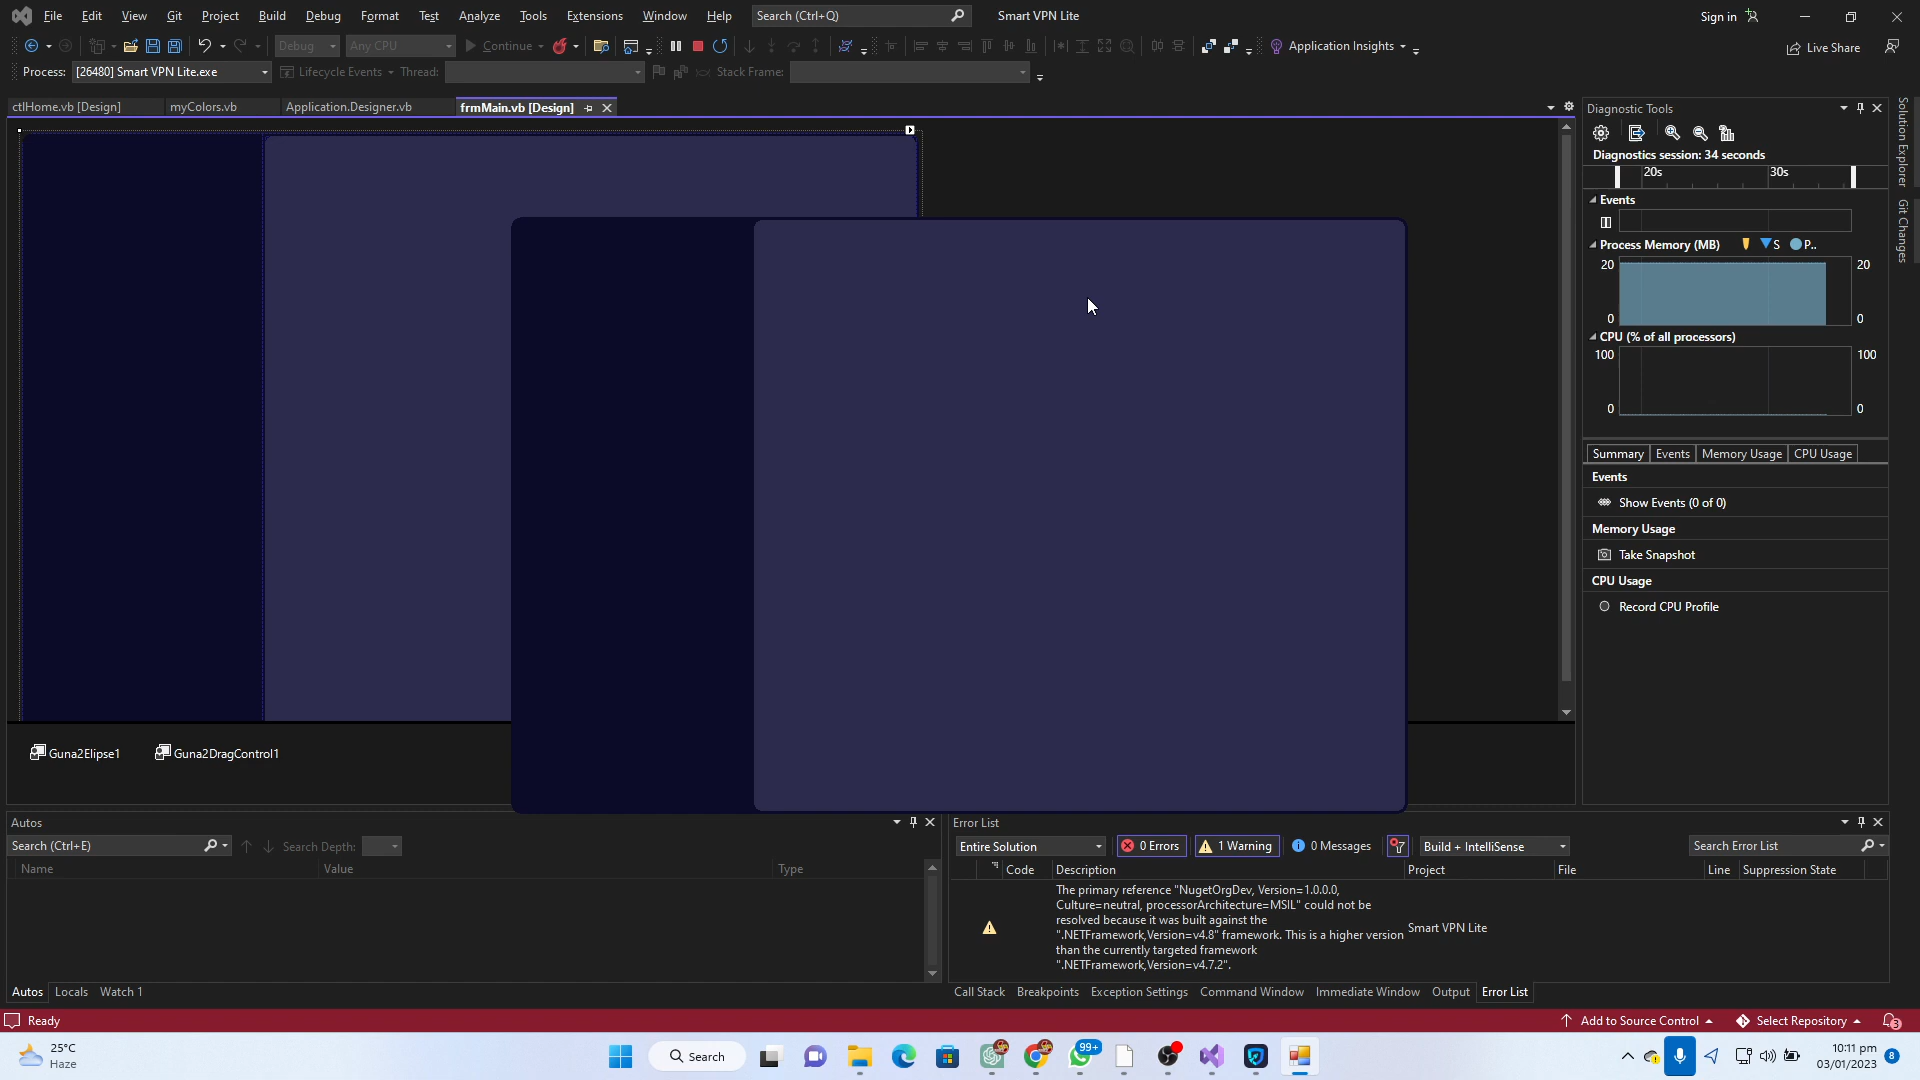 File Edit View Git Project Build Debug Format Test Analyze Tools Extensions Window Help Search (Ctrl+Q) Smart VPN Lite Sign in
Debug Any CPU Continue Application Insights Live Share
Process: [26480] Smart VPN Lite.exe Lifecycle Events Thread: Stack Frame:
ctlHome.vb [Design] myColors.vb Application.Designer.vb frmMain.vb [Design]
Diagnostic Tools
Diagnostics session: 34 seconds
20s 30s
Events
Process Memory (MB) S P..
20 20
0 0
CPU (% of all processors)
100 100
0 0
Summary Events Memory Usage CPU Usage
Events
Show Events (0 of 0)
Memory Usage
Take Snapshot
CPU Usage
Record CPU Profile
Solution Explorer
Git Changes
Guna2Elipse1 Guna2DragControl1
Autos
Search (Ctrl+E) Search Depth:
Name Value Type
Autos Locals Watch 1
Error List
Entire Solution 0 Errors 1 Warning 0 Messages Build + IntelliSense Search Error List
Code Description Project File Line Suppression State
The primary reference "NugetOrgDev, Version=1.0.0.0,
Culture=neutral, processorArchitecture=MSIL" could not be
resolved because it was built against the
".NETFramework,Version=v4.8" framework. This is a higher version
than the currently targeted framework
".NETFramework,Version=v4.7.2".
Smart VPN Lite
Call Stack Breakpoints Exception Settings Command Window Immediate Window Output Error List
Ready Add to Source Control Select Repository 3
25°C
Haze
Search
99+
10:11 pm
03/01/2023
8